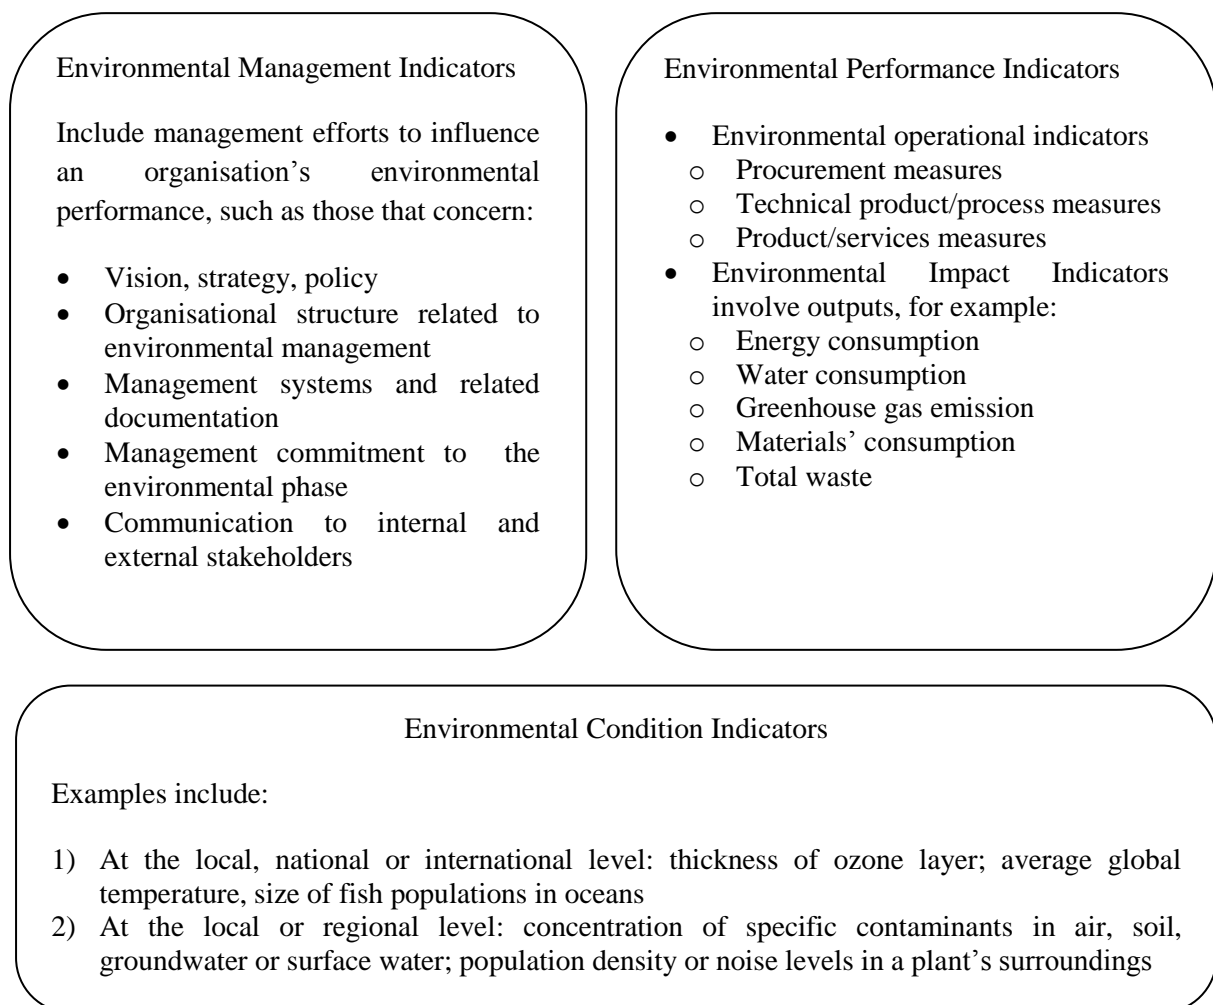 Environmental Management Indicators
Include management efforts to influence
an organisation’s environmental
performance, such as those that concern:
• Vision, strategy, policy
• Organisational structure related to
environmental management
• Management systems and related
documentation
• Management commitment to the
environmental phase
• Communication to internal and
external stakeholders
Environmental Performance Indicators
• Environmental operational indicators
o Procurement measures
o Technical product/process measures
o Product/services measures
• Environmental Impact Indicators
involve outputs, for example:
o Energy consumption
o Water consumption
o Greenhouse gas emission
o Materials’ consumption
o Total waste
Environmental Condition Indicators
Examples include:
1) At the local, national or international level: thickness of ozone layer; average global
temperature, size of fish populations in oceans
2) At the local or regional level: concentration of specific contaminants in air, soil,
groundwater or surface water; population density or noise levels in a plant’s surroundings